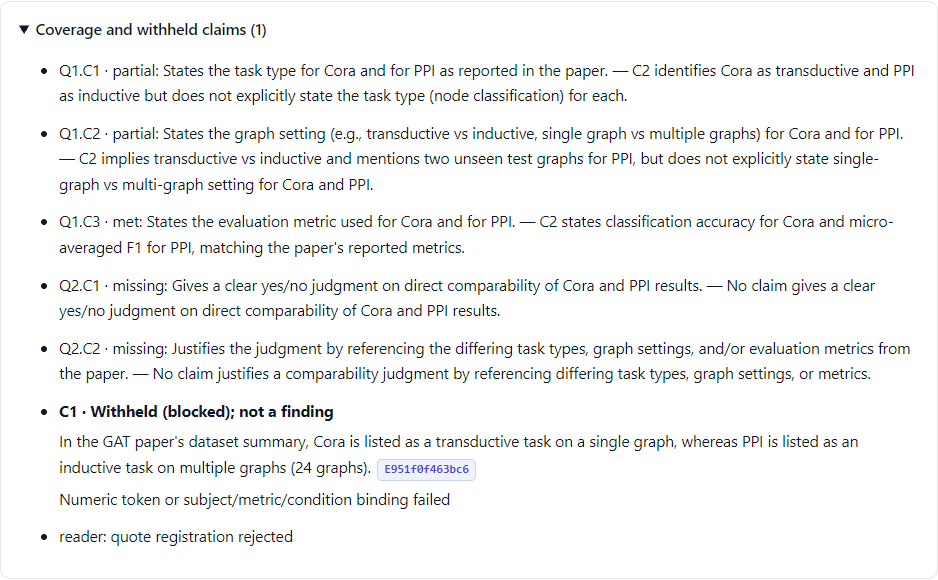 ▼ Coverage and withheld claims (1)
• Q1.C1 · partial: States the task type for Cora and for PPI as reported in the paper. — C2 identifies Cora as transductive and PPI
as inductive but does not explicitly state the task type (node classification) for each.
• Q1.C2 · partial: States the graph setting (e.g., transductive vs inductive, single graph vs multiple graphs) for Cora and for PPI.
— C2 implies transductive vs inductive and mentions two unseen test graphs for PPI, but does not explicitly state single-
graph vs multi-graph setting for Cora and PPI.
• Q1.C3 · met: States the evaluation metric used for Cora and for PPI. — C2 states classification accuracy for Cora and micro-
averaged F1 for PPI, matching the paper's reported metrics.
• Q2.C1 · missing: Gives a clear yes/no judgment on direct comparability of Cora and PPI results. — No claim gives a clear
yes/no judgment on direct comparability of Cora and PPI results.
• Q2.C2 · missing: Justifies the judgment by referencing the differing task types, graph settings, and/or evaluation metrics from
the paper. — No claim justifies a comparability judgment by referencing differing task types, graph settings, or metrics.
• C1 · Withheld (blocked); not a finding
In the GAT paper's dataset summary, Cora is listed as a transductive task on a single graph, whereas PPI is listed as an
inductive task on multiple graphs (24 graphs). E951f0f463bc6
Numeric token or subject/metric/condition binding failed
• reader: quote registration rejected